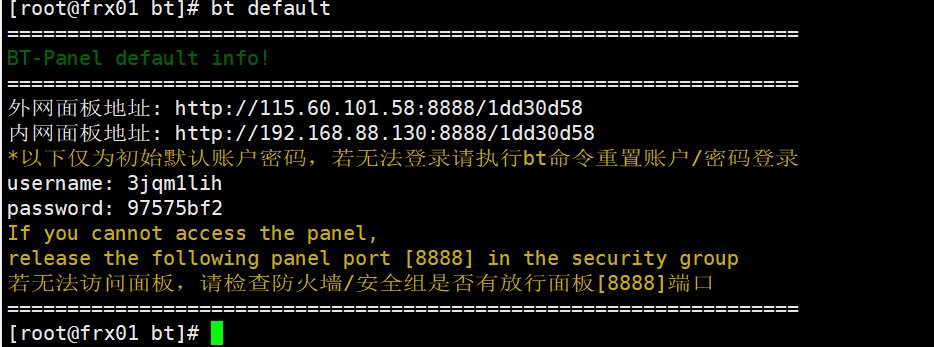 [root@frx01 bt]# bt default
==================================================================
BT-Panel default info!
==================================================================
外网面板地址: http://115.60.101.58:8888/1dd30d58
内网面板地址: http://192.168.88.130:8888/1dd30d58
*以下仅为初始默认账户密码，若无法登录请执行bt命令重置账户/密码登录
username: 3jqm1lih
password: 97575bf2
If you cannot access the panel,
release the following panel port [8888] in the security group
若无法访问面板，请检查防火墙/安全组是否有放行面板[8888]端口
==================================================================
[root@frx01 bt]#